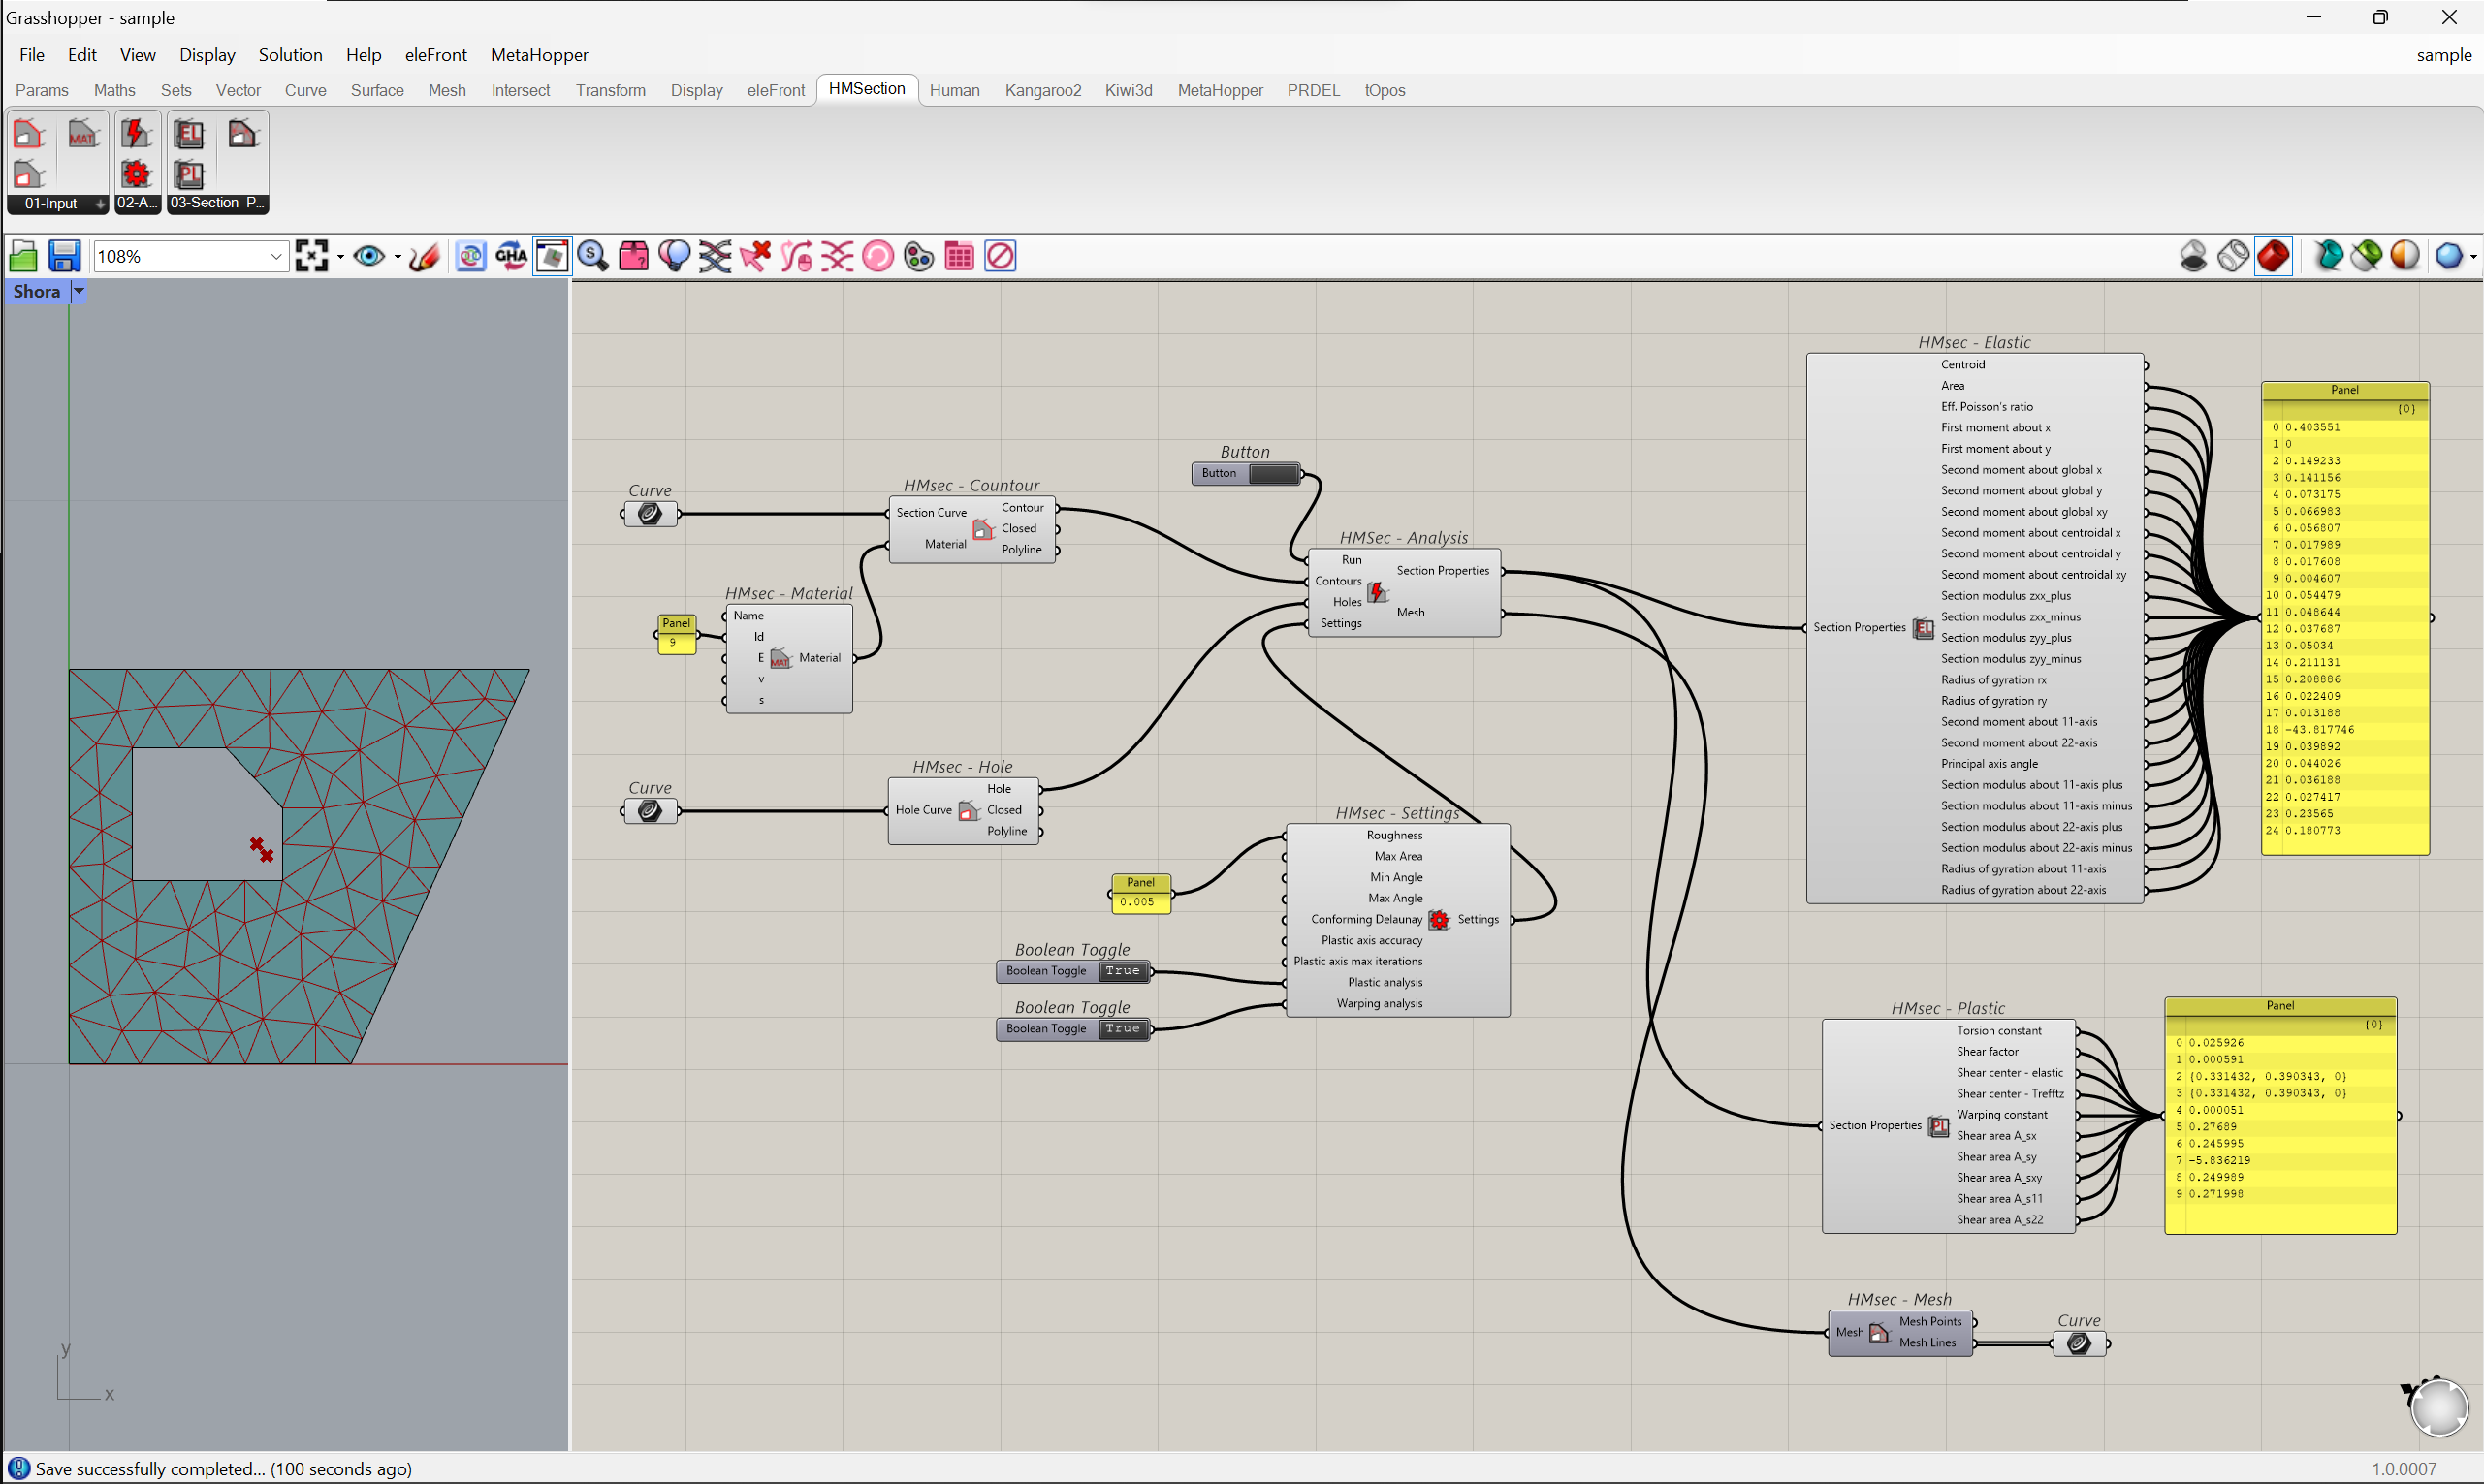 Grasshopper - sample
File Edit View Display Solution Help eleFront MetaHopper sample
Params Maths Sets Vector Curve Surface Mesh Intersect Transform Display eleFront HMSection Human Kangaroo2 Kiwi3d MetaHopper PRDEL tOpos
MAT EL
PL
01-Input 02-A... 03-Section P...
108% GHA
Shora
y
x
Curve
HMsec - Countour
Section Curve
Material
Contour
Closed
Polyline
HMsec - Material
Panel
9
Name
Id
E
v
s
MAT
Material
Curve
HMsec - Hole
Hole Curve
Hole
Closed
Polyline
Button
Button
HMSec - Analysis
Run
Contours
Holes
Settings
Section Properties
Mesh
HMsec - Settings
Roughness
Max Area
Min Angle
Max Angle
Conforming Delaunay
Plastic axis accuracy
Plastic axis max iterations
Plastic analysis
Warping analysis
Settings
Panel
0.005
Boolean Toggle
Boolean Toggle True
Boolean Toggle
Boolean Toggle True
HMsec - Elastic
Section Properties
EL
Centroid
Area
Eff. Poisson's ratio
First moment about x
First moment about y
Second moment about global x
Second moment about global y
Second moment about global xy
Second moment about centroidal x
Second moment about centroidal y
Second moment about centroidal xy
Section modulus zxx_plus
Section modulus zxx_minus
Section modulus zyy_plus
Section modulus zyy_minus
Radius of gyration rx
Radius of gyration ry
Second moment about 11-axis
Second moment about 22-axis
Principal axis angle
Section modulus about 11-axis plus
Section modulus about 11-axis minus
Section modulus about 22-axis plus
Section modulus about 22-axis minus
Radius of gyration about 11-axis
Radius of gyration about 22-axis
Panel
{0}
0 0.403551
1 0
2 0.149233
3 0.141156
4 0.073175
5 0.066983
6 0.056807
7 0.017989
8 0.017608
9 0.004607
10 0.054479
11 0.048644
12 0.037687
13 0.05034
14 0.211131
15 0.208886
16 0.022409
17 0.013188
18 -43.817746
19 0.039892
20 0.044026
21 0.036188
22 0.027417
23 0.23565
24 0.180773
HMsec - Plastic
Section Properties
PL
Torsion constant
Shear factor
Shear center - elastic
Shear center - Trefftz
Warping constant
Shear area A_sx
Shear area A_sy
Shear area A_sxy
Shear area A_s11
Shear area A_s22
Panel
{0}
0 0.025926
1 0.000591
2 {0.331432, 0.390343, 0}
3 {0.331432, 0.390343, 0}
4 0.000051
5 0.27689
6 0.245995
7 -5.836219
8 0.249989
9 0.271998
HMsec - Mesh
Mesh
Mesh Points
Mesh Lines
Curve
Save successfully completed... (100 seconds ago)
1.0.0007